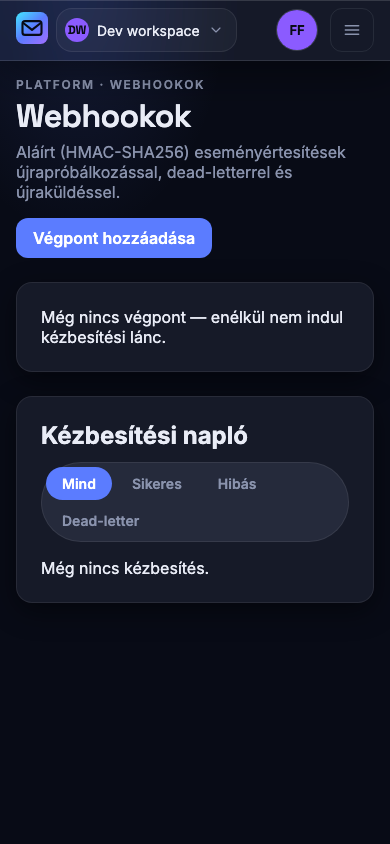 DW Dev workspace FF
PLATFORM · WEBHOOKOK
Webhookok
Aláírt (HMAC-SHA256) eseményértesítések
újrapróbálkozással, dead-letterrel és
újraküldéssel.
Végpont hozzáadása
Még nincs végpont — enélkül nem indul
kézbesítési lánc.
Kézbesítési napló
Mind Sikeres Hibás
Dead-letter
Még nincs kézbesítés.